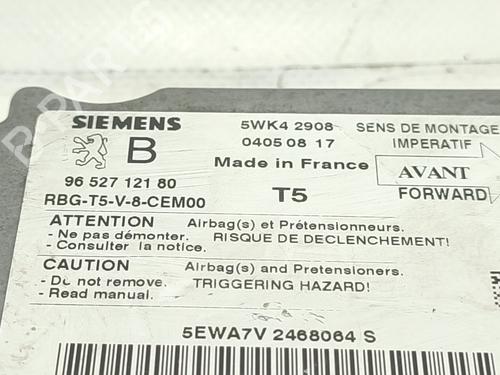 SIEMENS
B
96 527 121 80
RBG-T5-V-8-CEM00
5WK4 2908
0405 08 17
Made in France
T5
SENS DE MONTAGE
IMPERATIF
AVANT
FORWARD
ATTENTION Airbag(s) et Prétensionneurs.
- Ne pas démonter. RISQUE DE DECLENCHEMENT!
- Consulter la notice.
CAUTION Airbag(s) and Pretensioners.
- Do not remove. TRIGGERING HAZARD!
- Read manual.
5EWA7V 2468064 S